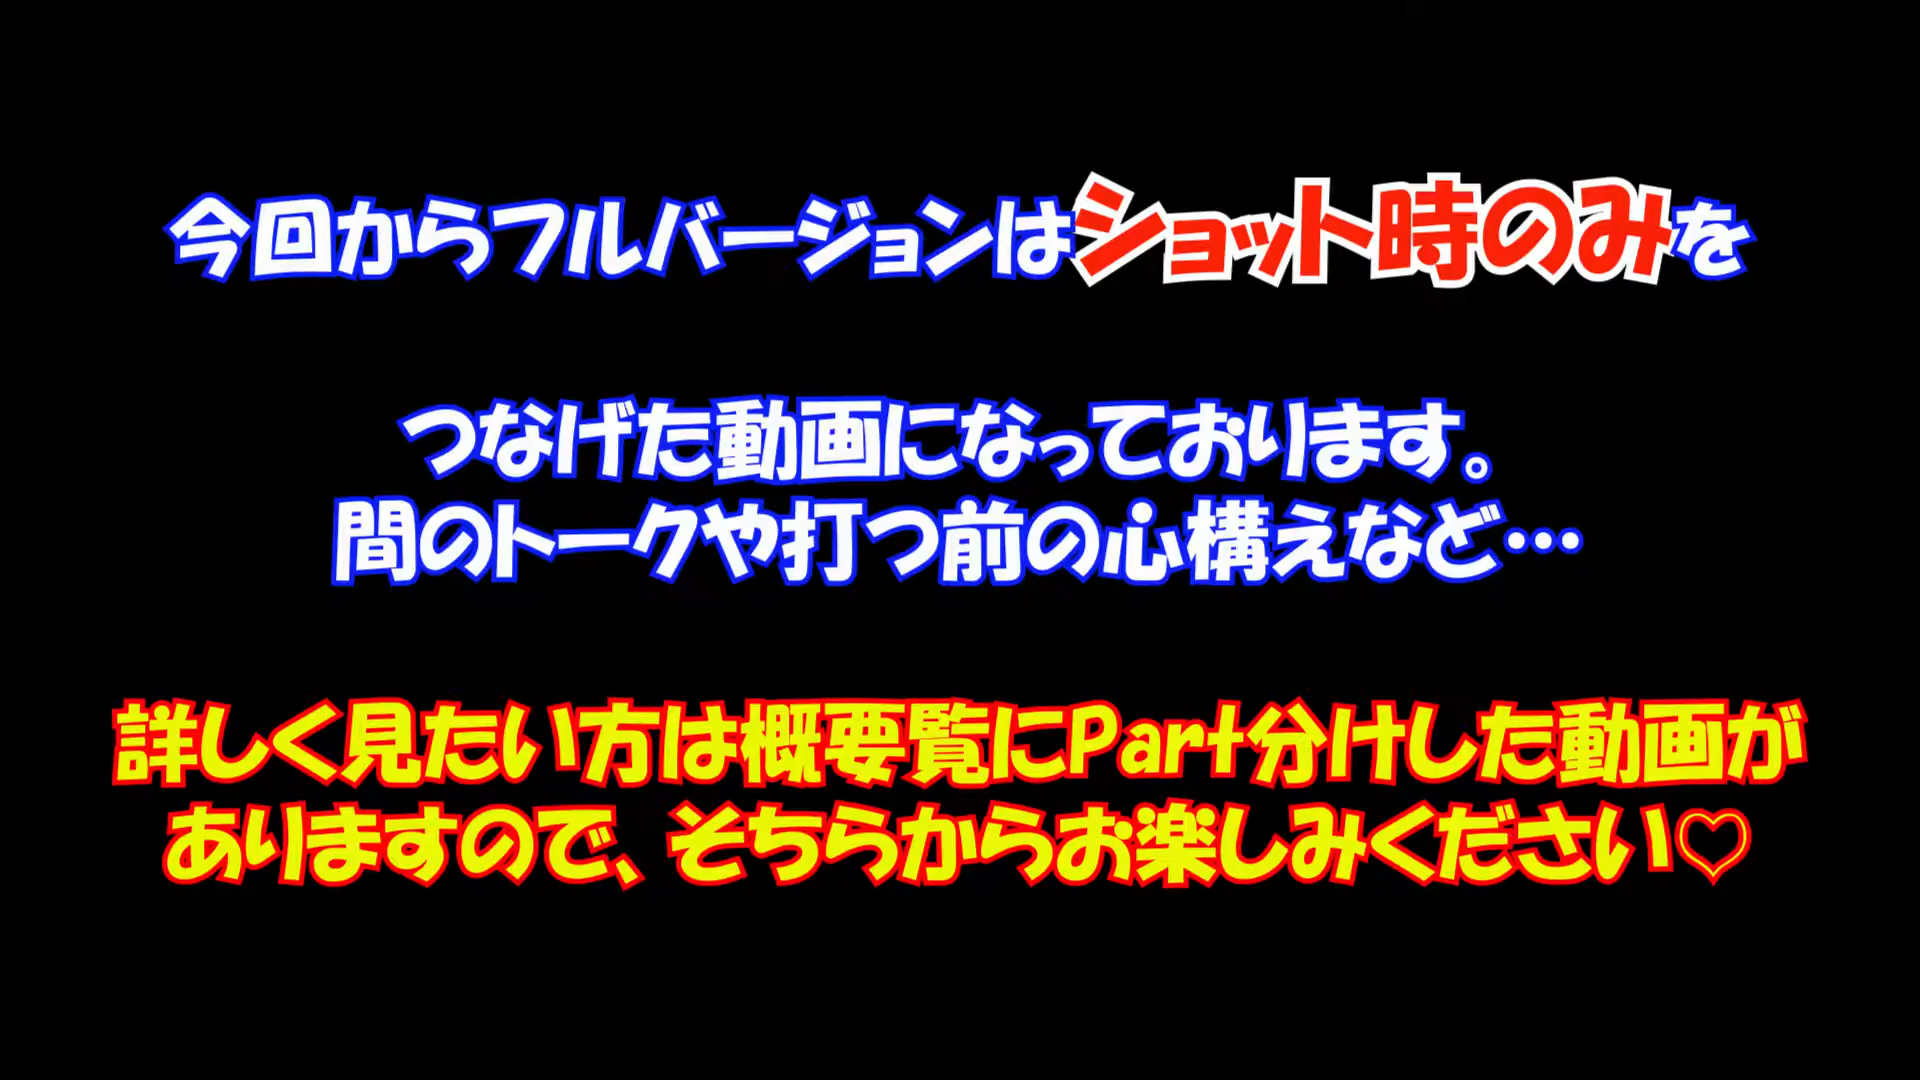 今回からフルバージョンはショット時のみを
つなげた動画になっております。
間のトークや打つ前の心構えなど…
詳しく見たい方は概要覧にPart分けした動画が
ありますので、そちらからお楽しみください♡